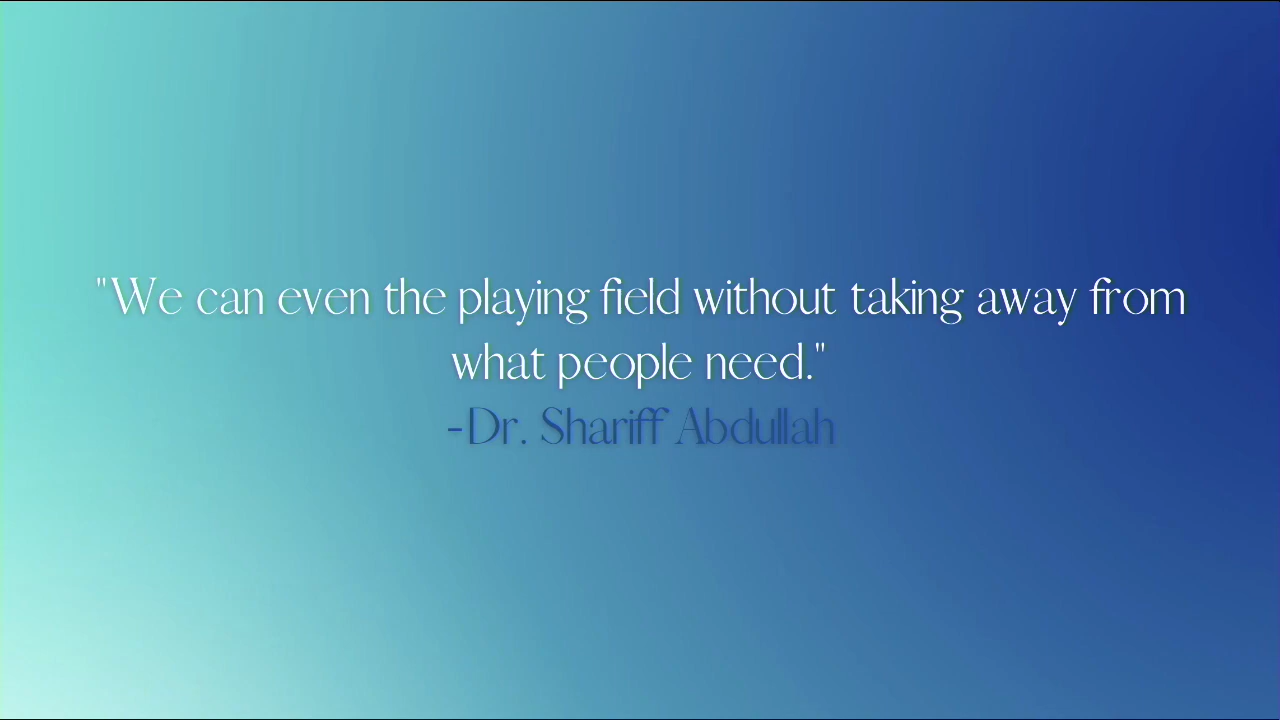 "We can even the playing field without taking away from
what people need."
-Dr. Shariff Abdullah